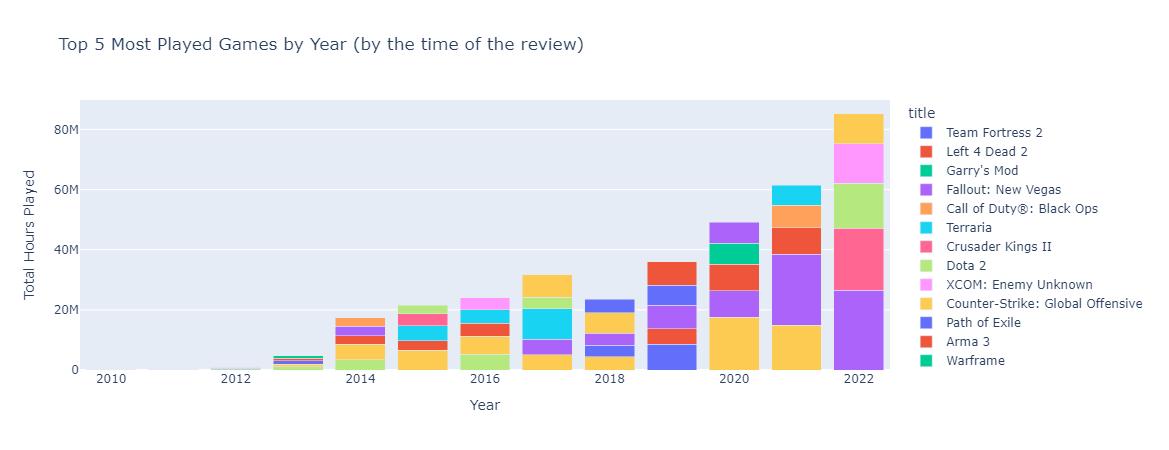 Top 5 Most Played Games by Year (by the time of the review)
title
Team Fortress 2
Left 4 Dead 2
Garry's Mod
Fallout: New Vegas
Call of Duty®: Black Ops
Terraria
Crusader Kings II
Dota 2
XCOM: Enemy Unknown
Counter-Strike: Global Offensive
Path of Exile
Arma 3
Warframe
Total Hours Played
80M
60M
40M
20M
0
2010 2012 2014 2016 2018 2020 2022
Year